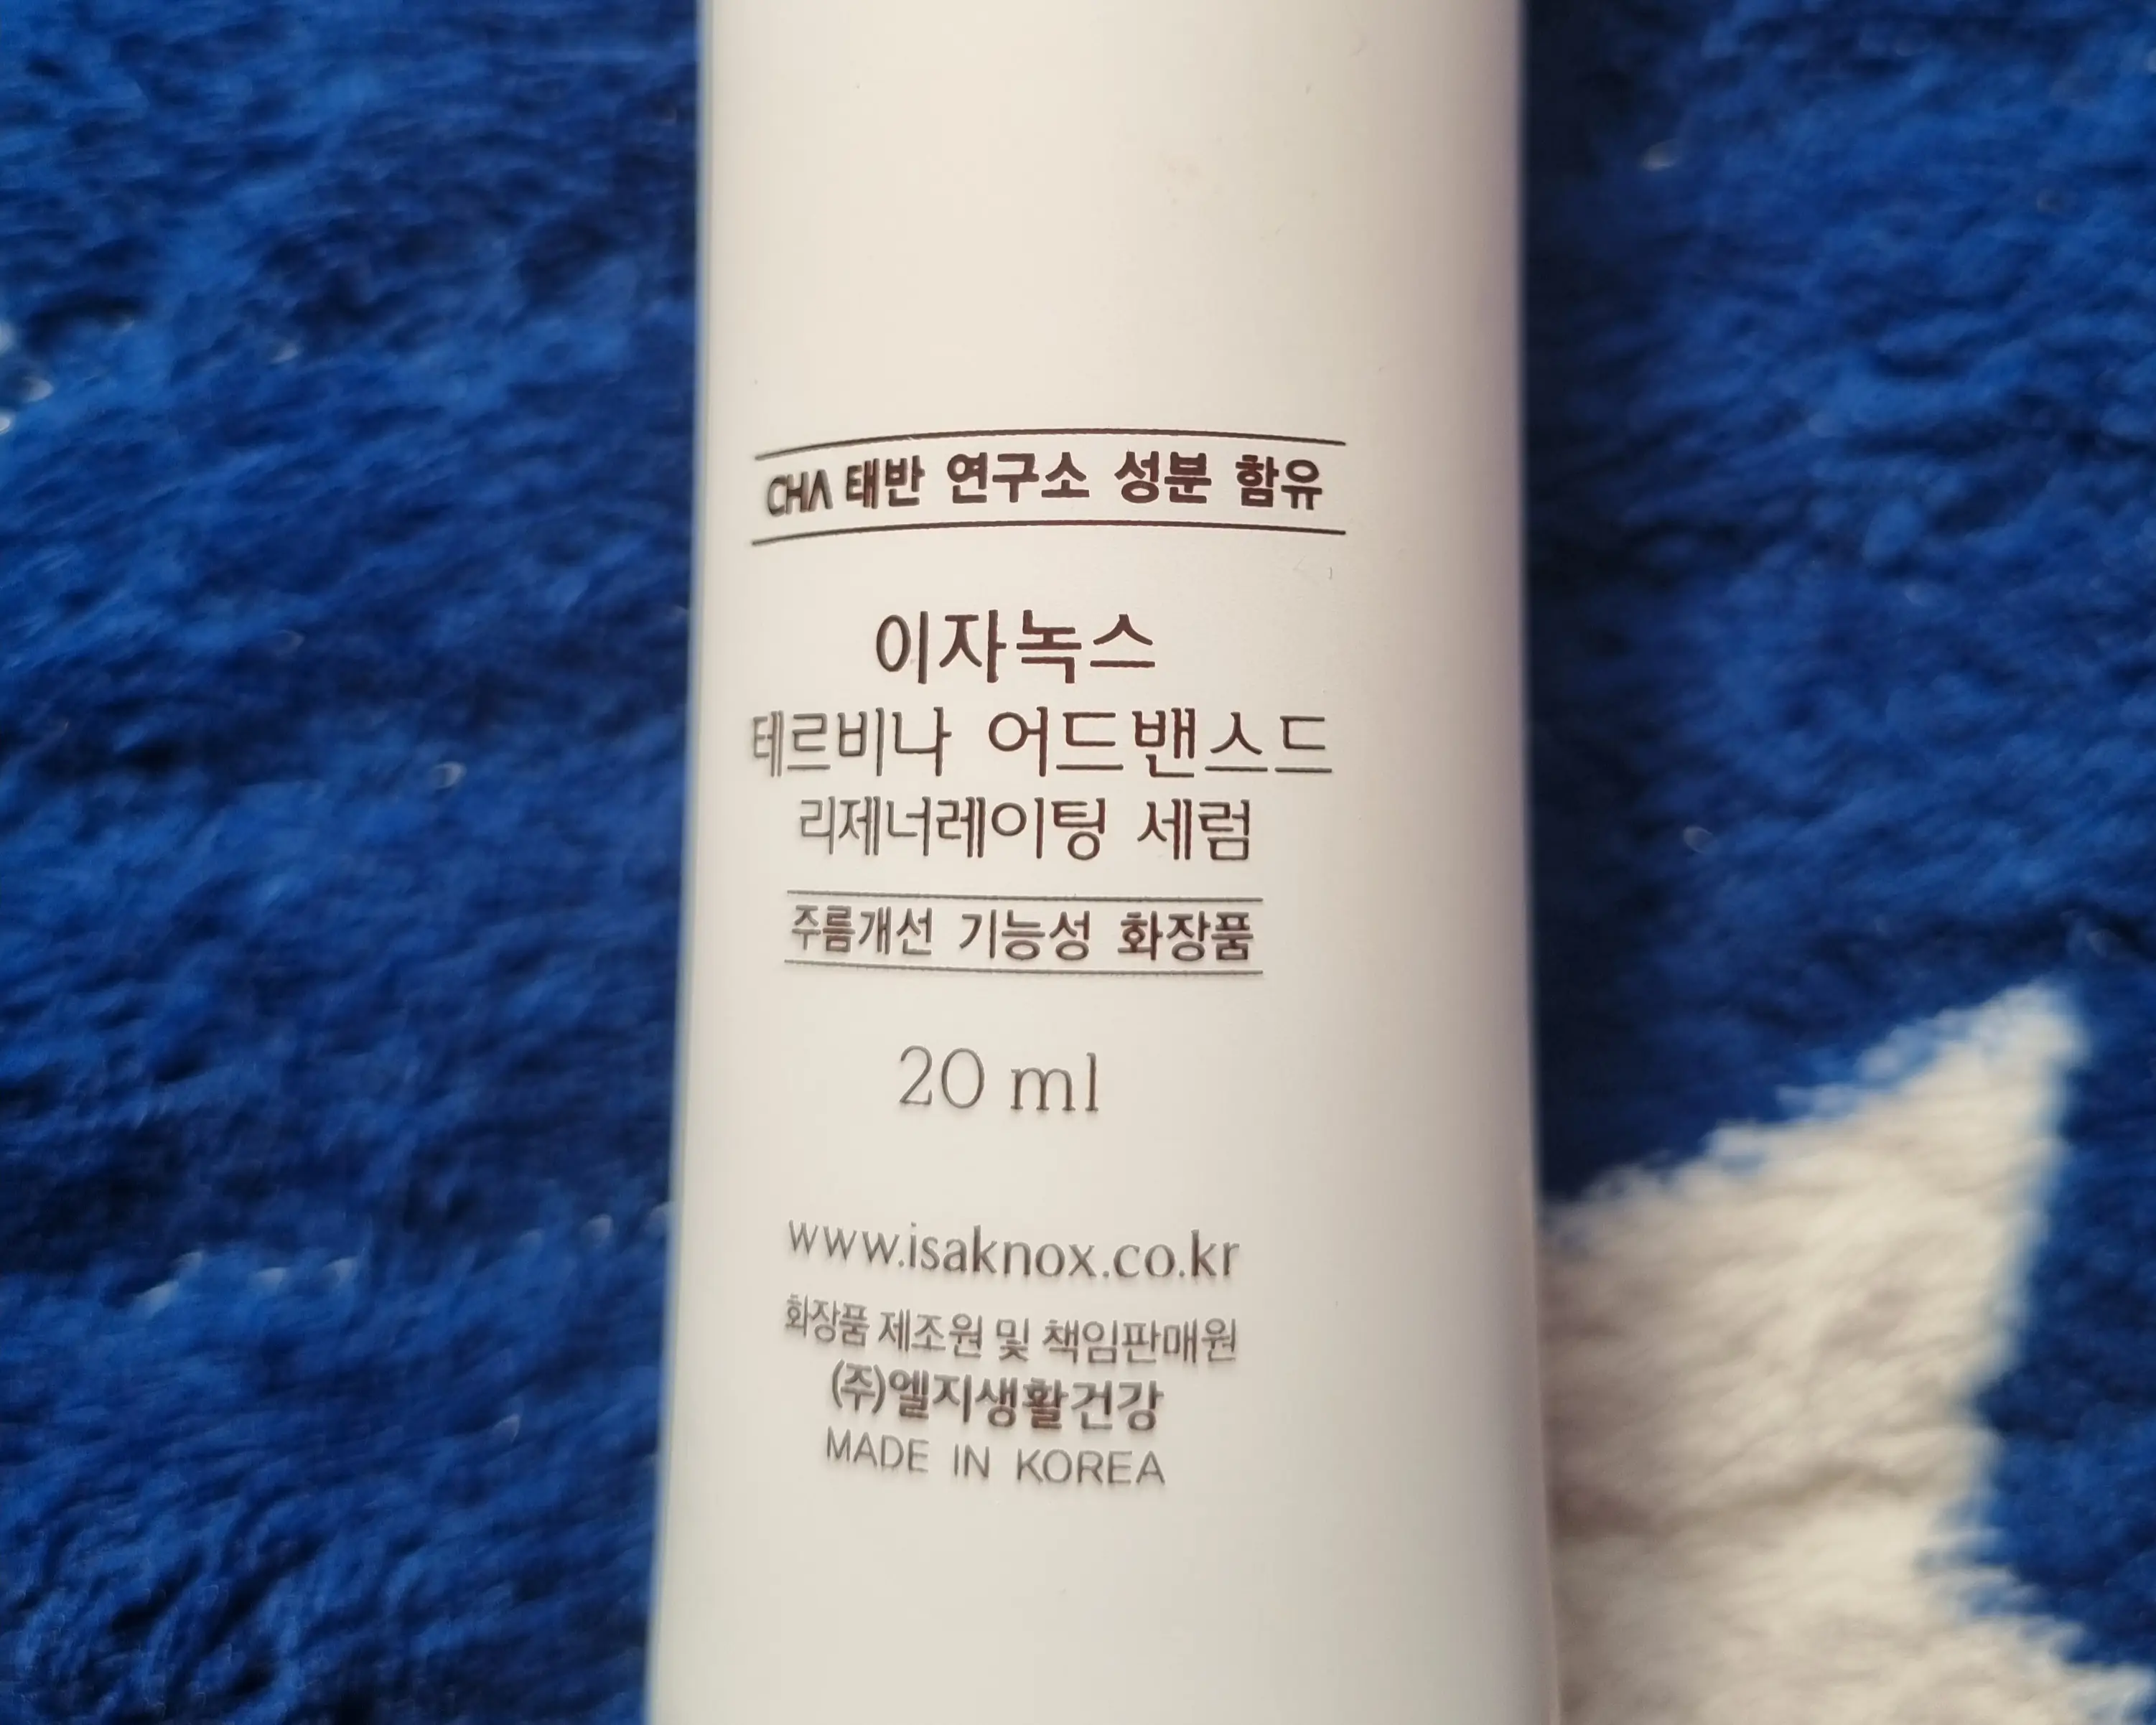 CHA 태반 연구소 성분 함유
이자녹스
테르비나 어드밴스드
리제너레이팅 세럼
주름개선 기능성 화장품
20 ml
www.isaknox.co.kr
화장품 제조원 및 책임판매원
(주)엘지생활건강
MADE IN KOREA